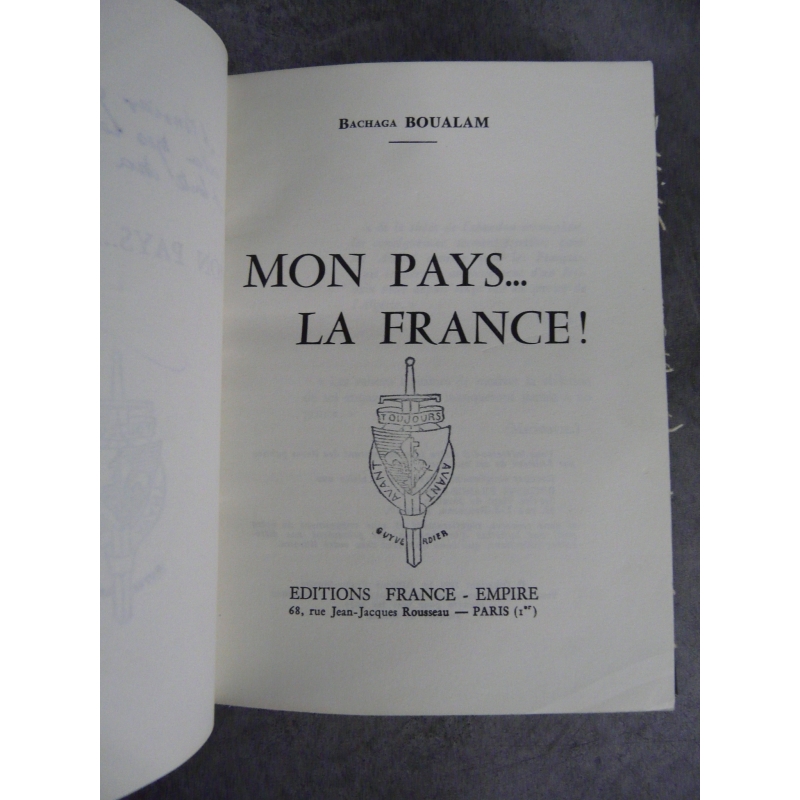 BACHAGA BOUALAM
MON PAYS...
LA FRANCE!
TOUJOURS
AVANT
AVANT
EDITIONS FRANCE - EMPIRE
68, rue Jean-Jacques Rousseau — PARIS (1er)